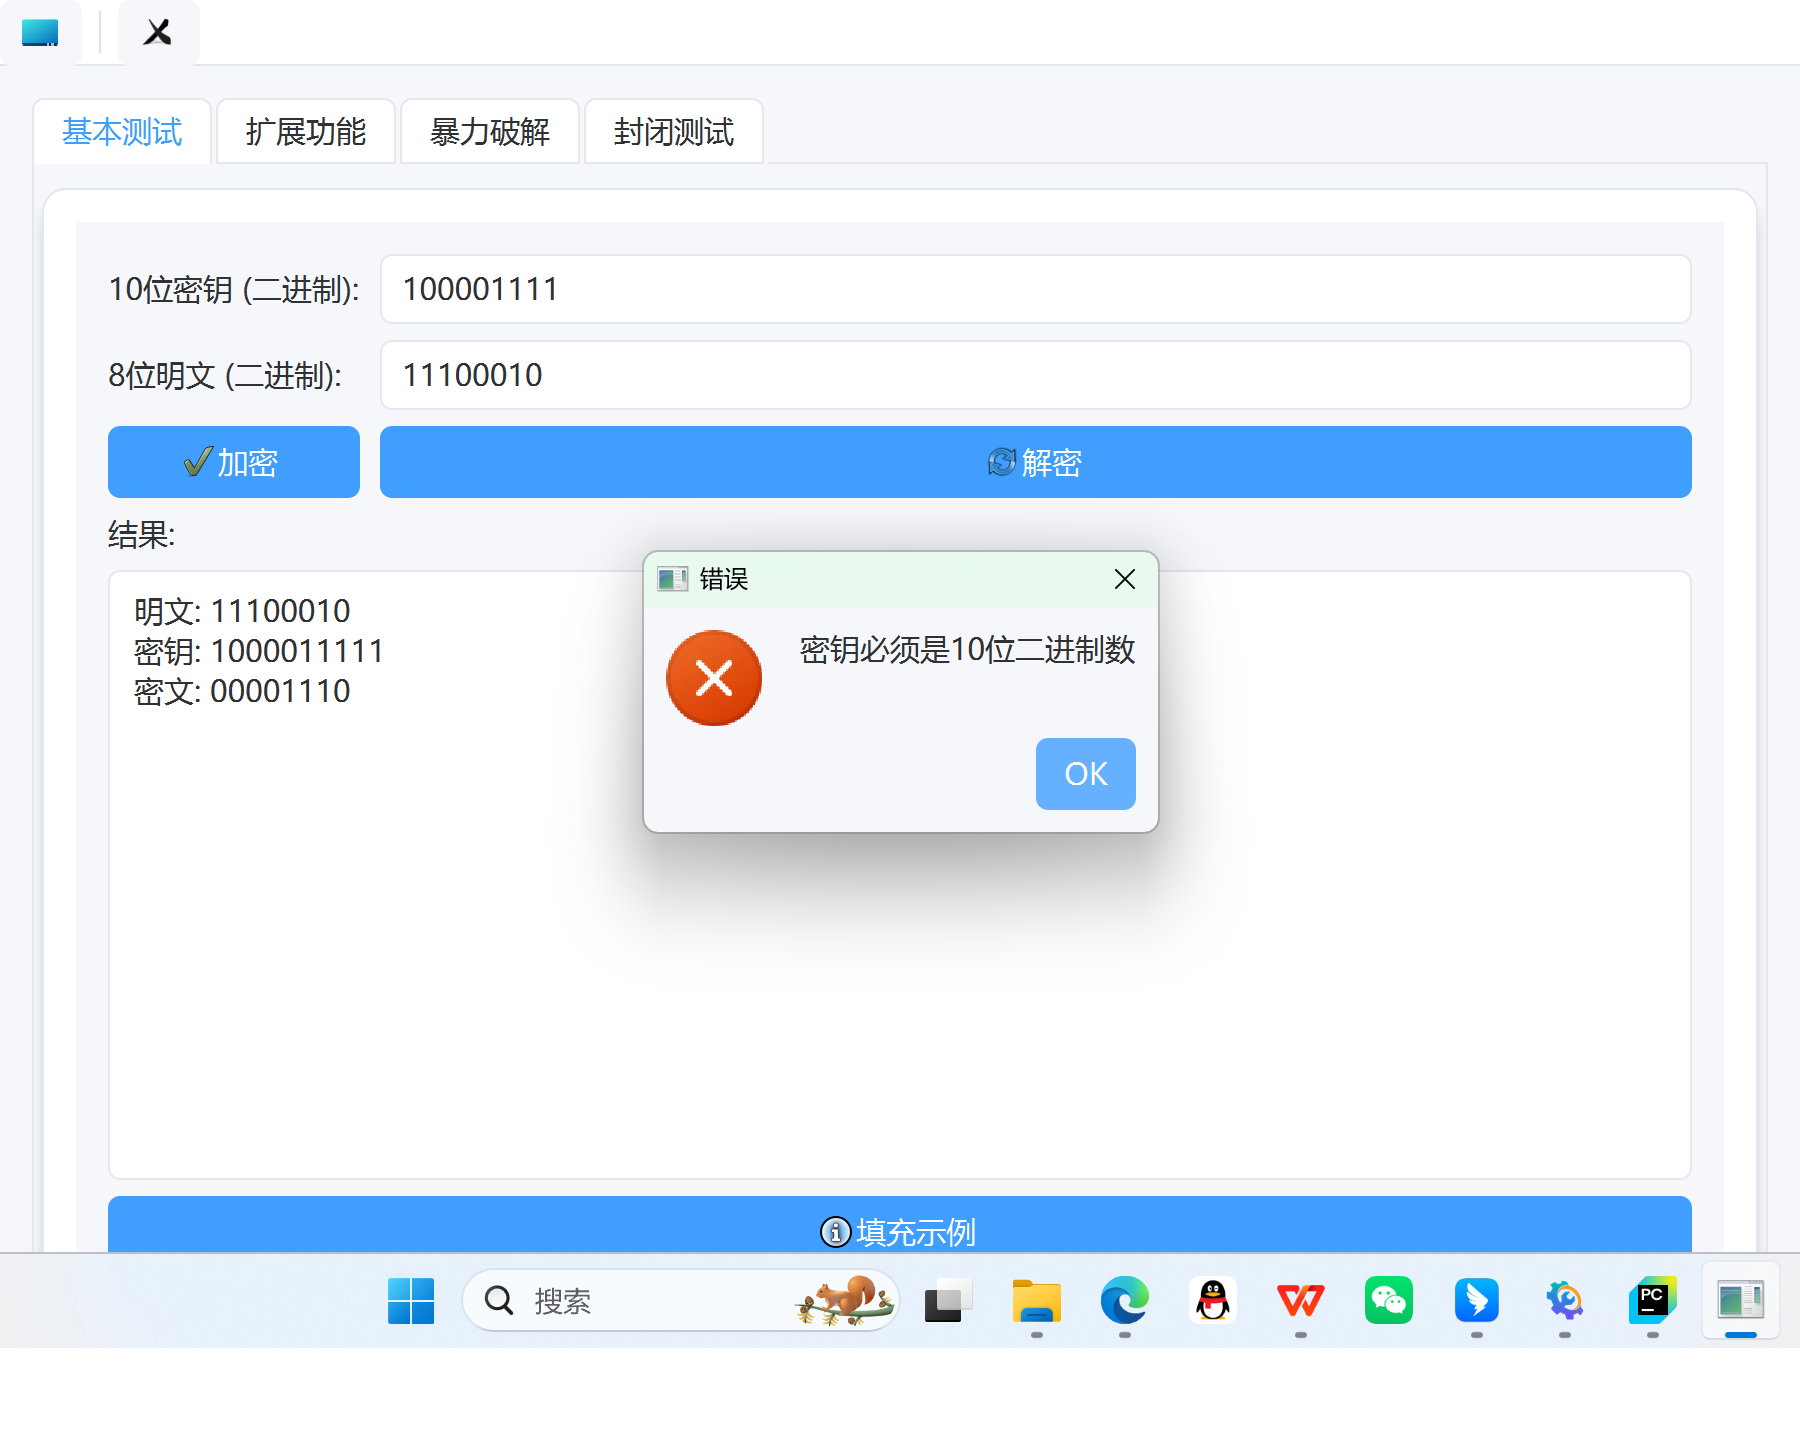 基本测试
扩展功能
暴力破解
封闭测试
10位密钥 (二进制):
100001111
8位明文 (二进制):
11100010
加密
解密
结果:
明文: 11100010
密钥: 1000011111
密文: 00001110
错误
密钥必须是10位二进制数
OK
填充示例
搜索
PC